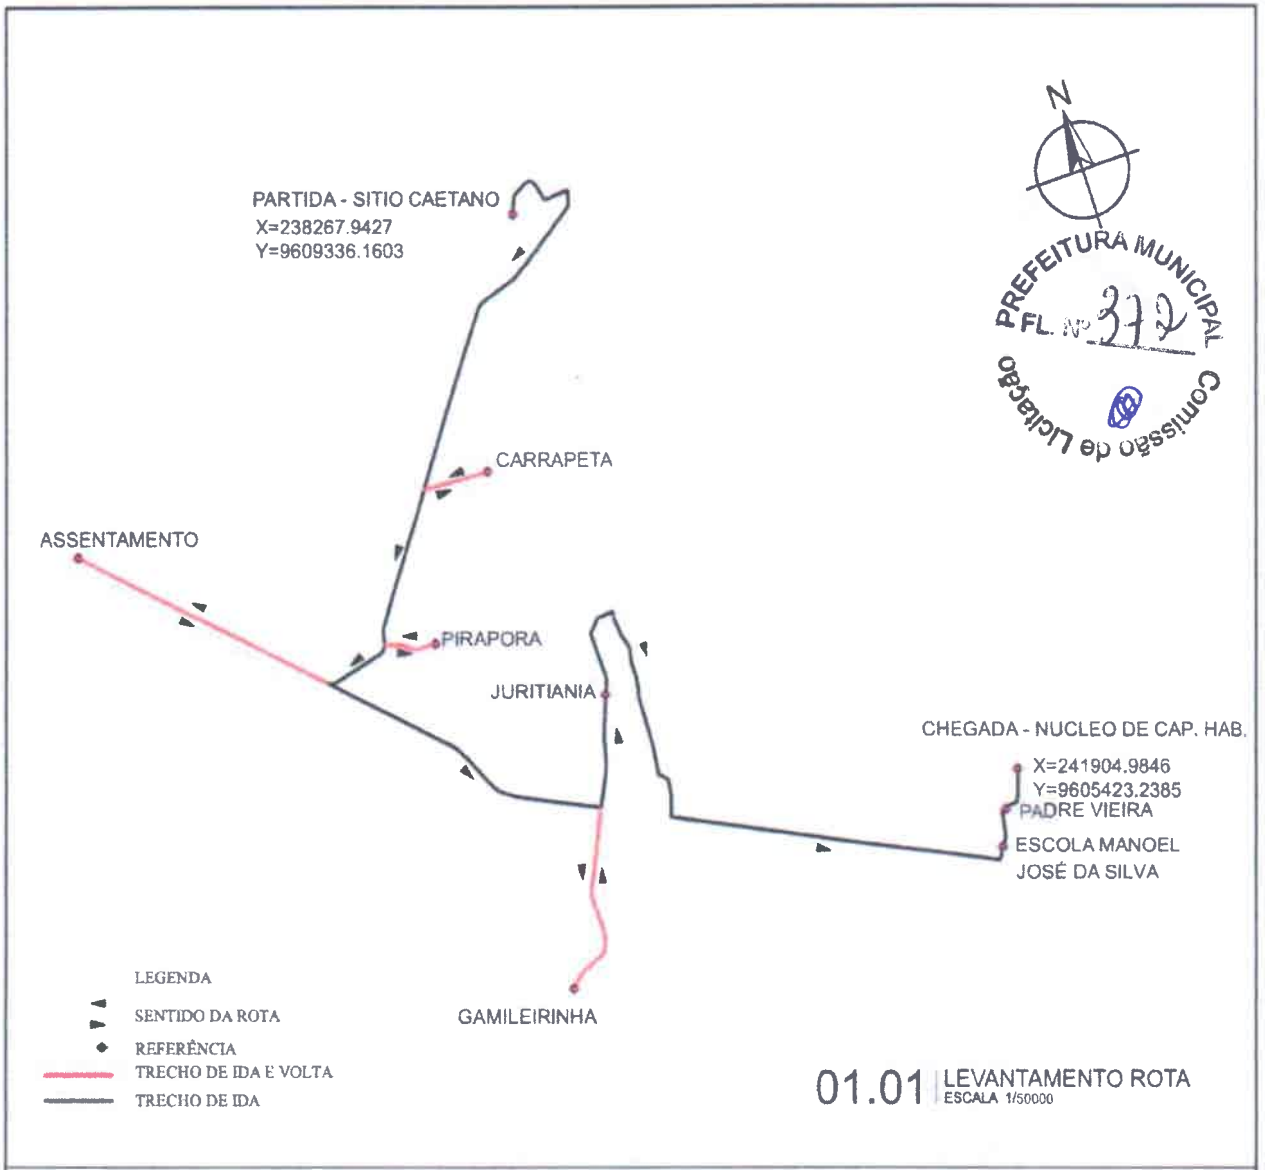 N
PREFEITURA MUNICIPAL
FL. Nº 372
Comissão de Licitação
PARTIDA - SITIO CAETANO
X=238267.9427
Y=9609336.1603
CARRAPETA
ASSENTAMENTO
PIRAPORA
JURITIANIA
CHEGADA - NUCLEO DE CAP. HAB.
X=241904.9846
Y=9605423.2385
PADRE VIEIRA
ESCOLA MANOEL
JOSÉ DA SILVA
GAMILEIRINHA
LEGENDA
SENTIDO DA ROTA
REFERÊNCIA
TRECHO DE IDA E VOLTA
TRECHO DE IDA
01.01 LEVANTAMENTO ROTA
ESCALA 1/50000